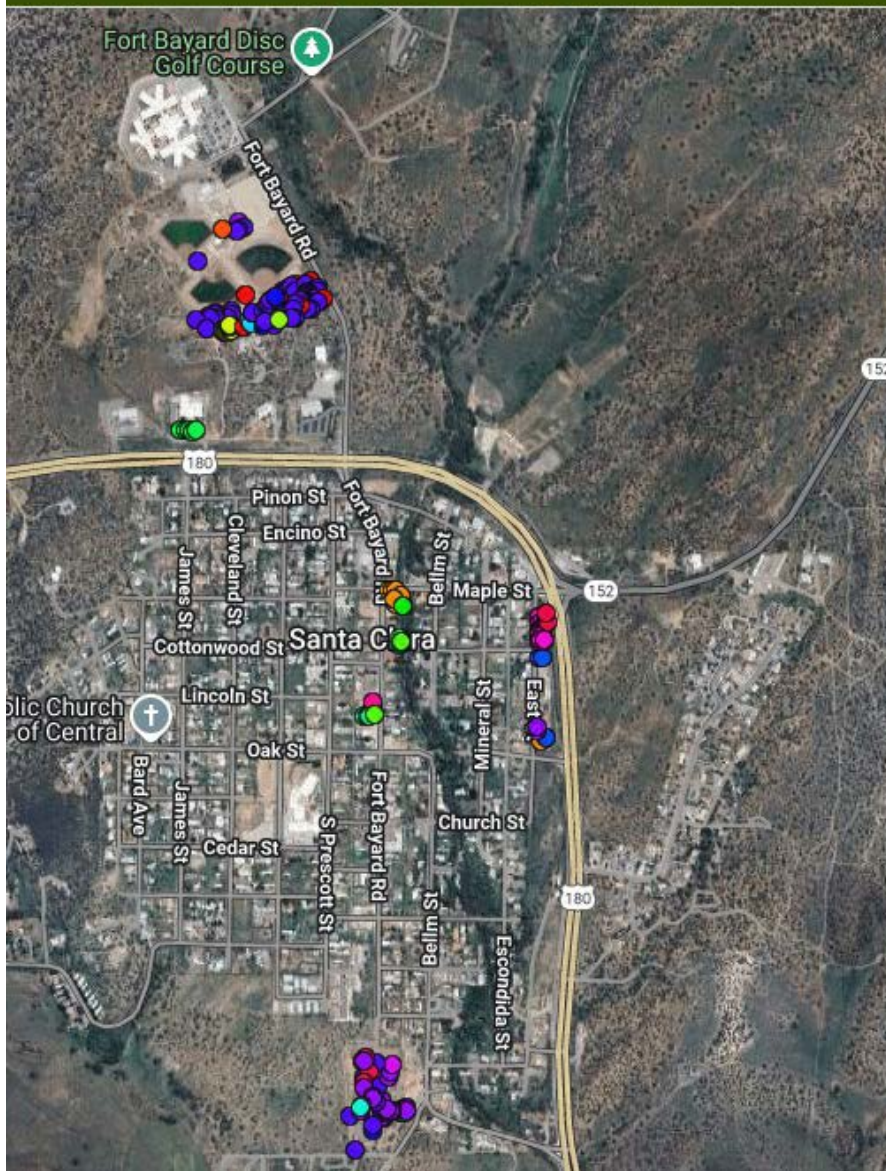 Fort Bayard Disc
Golf Course
Fort Bayard Rd
152
180
Pinon St
Fort Bayard Rd
Encino St
Cleveland St
James St
Bellm St
Maple St
152
Santa Clara
Cottonwood St
Lincoln St
Mineral St
East
olic Church
of Central
Oak St
Bard Ave
James St
Fort Bayard Rd
S Prescott St
Church St
Cedar St
180
Bellm St
Escondida St